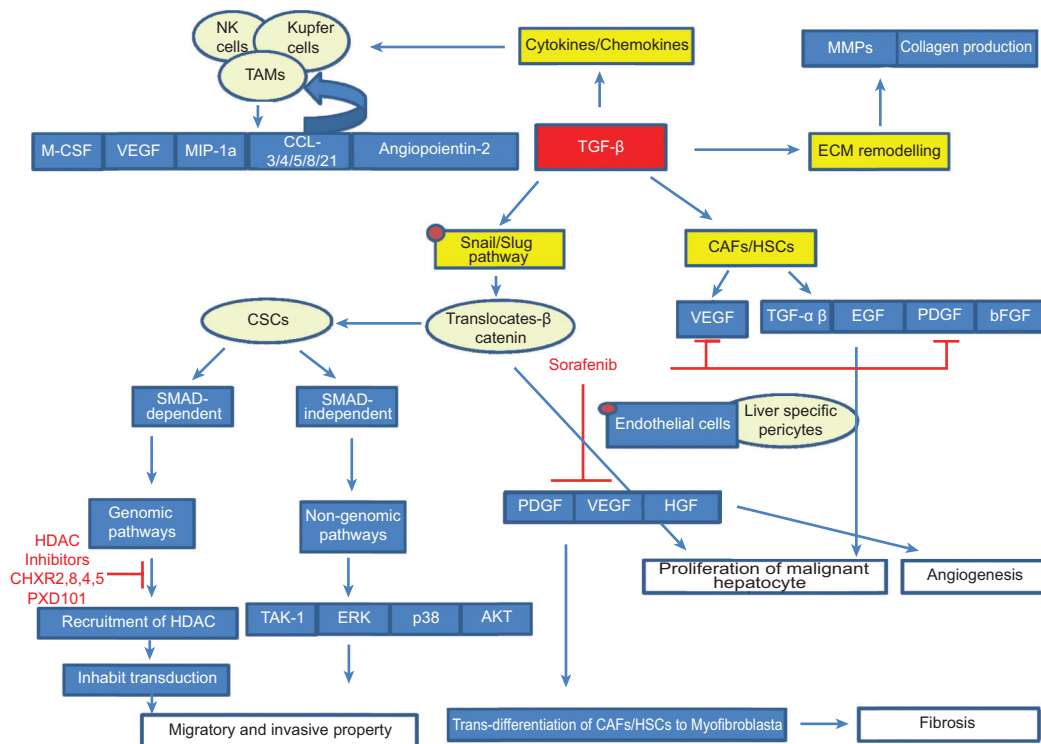 NK
cells
Kupfer
cells
TAMs
Cytokines/Chemokines
MMPs
Collagen production
M-CSF
VEGF
MIP-1a
CCL-
3/4/5/8/21
Angiopoientin-2
TGF-β
ECM remodelling
Snail/Slug
pathway
CAFs/HSCs
CSCs
Translocates-β
catenin
VEGF
TGF-α β
EGF
PDGF
bFGF
Sorafenib
SMAD-
dependent
SMAD-
independent
Endothelial cells
Liver specific
pericytes
Genomic
pathways
Non-genomic
pathways
PDGF
VEGF
HGF
HDAC
Inhibitors
CHXR2,8,4,5
PXD101
Proliferation of malignant
hepatocyte
Angiogenesis
Recruitment of HDAC
TAK-1
ERK
p38
AKT
Inhabit transduction
Migratory and invasive property
Trans-differentiation of CAFs/HSCs to Myofibroblasta
Fibrosis